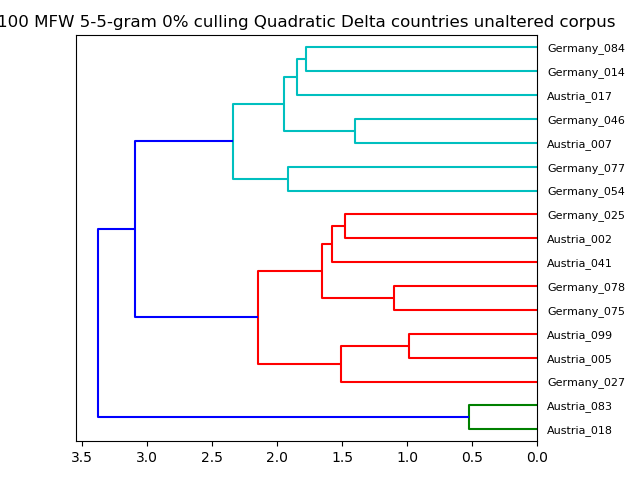 100 MFW 5-5-gram 0% culling Quadratic Delta countries unaltered corpus
Germany_084
Germany_014
Austria_017
Germany_046
Austria_007
Germany_077
Germany_054
Germany_025
Austria_002
Austria_041
Germany_078
Germany_075
Austria_099
Austria_005
Germany_027
Austria_083
Austria_018
3.5 3.0 2.5 2.0 1.5 1.0 0.5 0.0